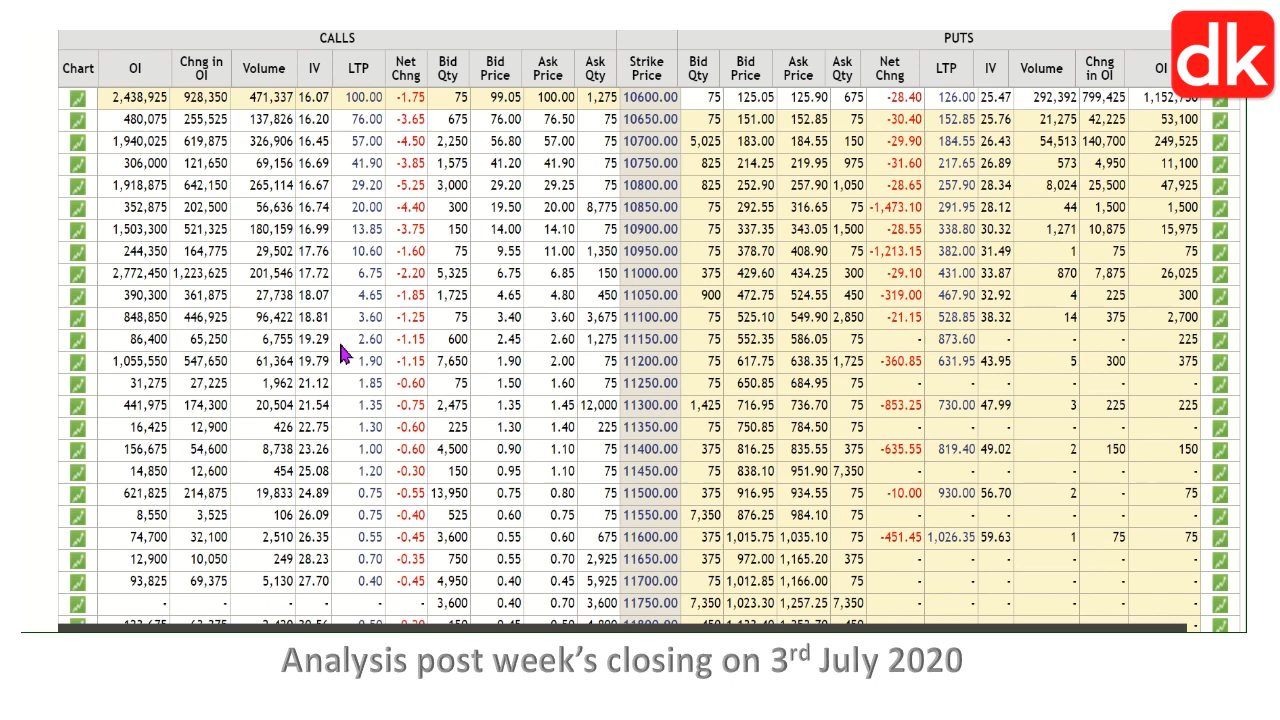 dk
CALLS PUTS
Chart OI Chng in OI Volume IV LTP Net Chng Bid Qty Bid Price Ask Price Ask Qty Strike Price Bid Qty Bid Price Ask Price Ask Qty Net Chng LTP IV Volume Chng in OI OI
2,438,925 928,350 471,337 16.07 100.00 -1.75 75 99.05 100.00 1,275 10600.00 75 125.05 125.90 675 -28.40 126.00 25.47 292,392 799,425
480,075 255,525 137,826 16.20 76.00 -3.65 675 76.00 76.50 75 10650.00 75 151.00 152.85 75 -30.40 152.85 25.76 21,275 42,225 53,100
1,940,025 619,875 326,906 16.45 57.00 -4.50 2,250 56.80 57.00 75 10700.00 5,025 183.00 184.55 150 -29.90 184.55 26.43 54,513 140,700 249,525
306,000 121,650 69,156 16.69 41.90 -3.85 1,575 41.20 41.90 75 10750.00 825 214.25 219.95 975 -31.60 217.65 26.89 573 4,950 11,100
1,918,875 642,150 265,114 16.67 29.20 -5.25 3,000 29.20 29.25 75 10800.00 825 252.90 257.90 1,050 -28.65 257.90 28.34 8,024 25,500 47,925
352,875 202,500 56,636 16.74 20.00 -4.40 300 19.50 20.00 8,775 10850.00 75 292.55 316.65 75 -1,473.10 291.95 28.12 44 1,500 1,500
1,503,300 521,325 180,159 16.99 13.85 -3.75 150 14.00 14.10 75 10900.00 75 337.35 343.05 1,500 -28.55 338.80 30.32 1,271 10,875 15,975
244,350 164,775 29,502 17.76 10.60 -1.60 75 9.55 11.00 1,350 10950.00 75 378.70 408.90 75 -1,213.15 382.00 31.49 1 75 75
2,772,450 1,223,625 201,546 17.72 6.75 -2.20 5,325 6.75 6.85 150 11000.00 375 429.60 434.25 300 -29.10 431.00 33.87 870 7,875 26,025
390,300 361,875 27,738 18.07 4.65 -1.85 1,725 4.65 4.80 450 11050.00 900 472.75 524.55 450 -319.00 467.90 32.92 4 225 300
848,850 446,925 96,422 18.81 3.60 -1.25 75 3.40 3.60 3,675 11100.00 75 525.10 549.90 2,850 -21.15 528.85 38.32 14 375 2,700
86,400 65,250 6,755 19.29 2.60 -1.15 600 2.45 2.60 1,275 11150.00 75 552.35 586.05 75 - 873.60 - - - 225
1,055,550 547,650 61,364 19.79 1.90 -1.15 7,650 1.90 2.00 75 11200.00 75 617.75 638.35 1,725 -360.85 631.95 43.95 5 300 375
31,275 27,225 1,962 21.12 1.85 -0.60 75 1.50 1.60 75 11250.00 75 650.85 684.95 75 - - - - - -
441,975 174,300 20,504 21.54 1.35 -0.75 2,475 1.35 1.45 12,000 11300.00 1,425 716.95 736.70 75 -853.25 730.00 47.99 3 225 225
16,425 12,900 426 22.75 1.30 -0.60 225 1.30 1.40 225 11350.00 75 750.85 784.50 75 - - - - - -
156,675 54,600 8,738 23.26 1.00 -0.60 4,500 0.90 1.10 75 11400.00 375 816.25 835.55 375 -635.55 819.40 49.02 2 150 150
14,850 12,600 454 25.08 1.20 -0.30 150 0.95 1.10 75 11450.00 75 838.10 951.90 7,350 - - - - - -
621,825 214,875 19,833 24.89 0.75 -0.55 13,950 0.75 0.80 75 11500.00 375 916.95 934.55 75 -10.00 930.00 56.70 2 - 75
8,550 3,525 106 26.09 0.75 -0.40 525 0.60 0.75 75 11550.00 7,350 876.25 984.10 75 - - - - - -
74,700 32,100 2,510 26.35 0.55 -0.45 3,600 0.55 0.60 675 11600.00 375 1,015.75 1,035.10 75 -451.45 1,026.35 59.63 1 75 75
12,900 10,050 249 28.23 0.70 -0.35 750 0.55 0.70 2,925 11650.00 375 972.00 1,165.20 375 - - - - - -
93,825 69,375 5,130 27.70 0.40 -0.45 4,950 0.40 0.45 5,925 11700.00 75 1,012.85 1,166.00 75 - - - - - -
- - - - - - 3,600 0.40 0.70 3,600 11750.00 7,350 1,023.30 1,257.25 7,350 - - - - - -
Analysis post week's closing on 3rd July 2020